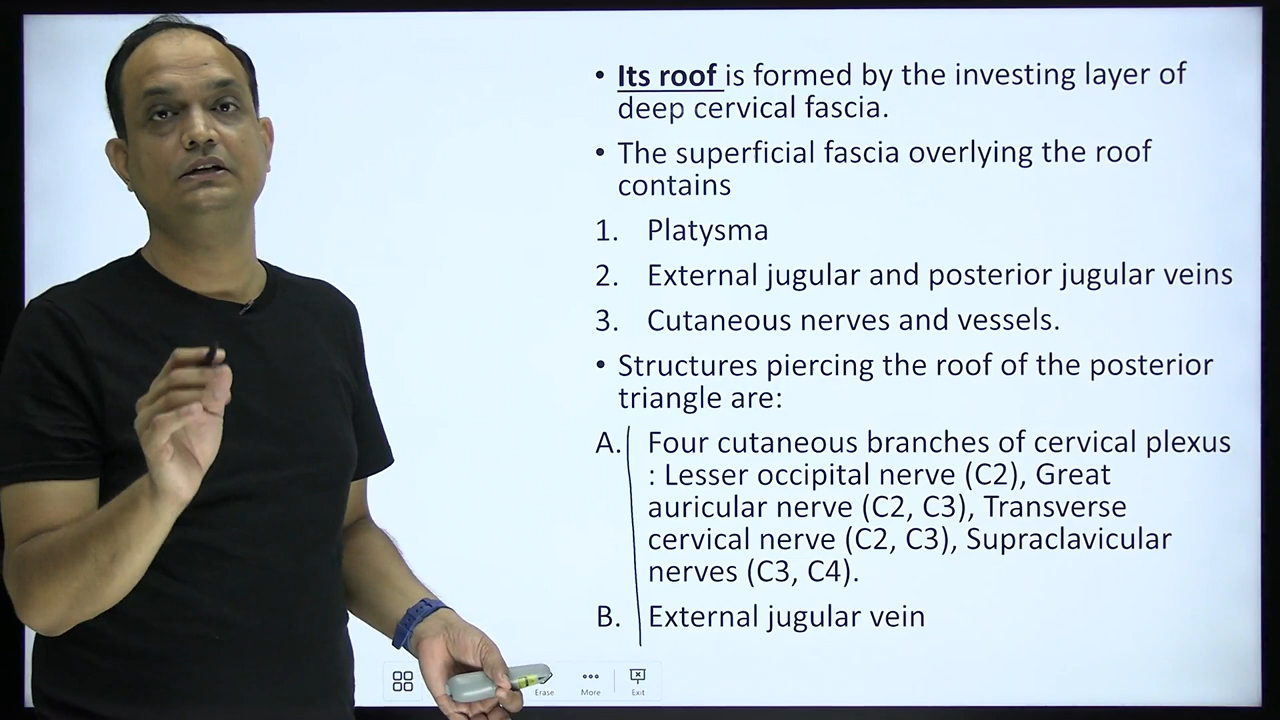 • Its roof is formed by the investing layer of
deep cervical fascia.
• The superficial fascia overlying the roof
contains
1. Platysma
2. External jugular and posterior jugular veins
3. Cutaneous nerves and vessels.
• Structures piercing the roof of the posterior
triangle are:
A. Four cutaneous branches of cervical plexus
: Lesser occipital nerve (C2), Great
auricular nerve (C2, C3), Transverse
cervical nerve (C2, C3), Supraclavicular
nerves (C3, C4).
B. External jugular vein
Erase
More
Exit